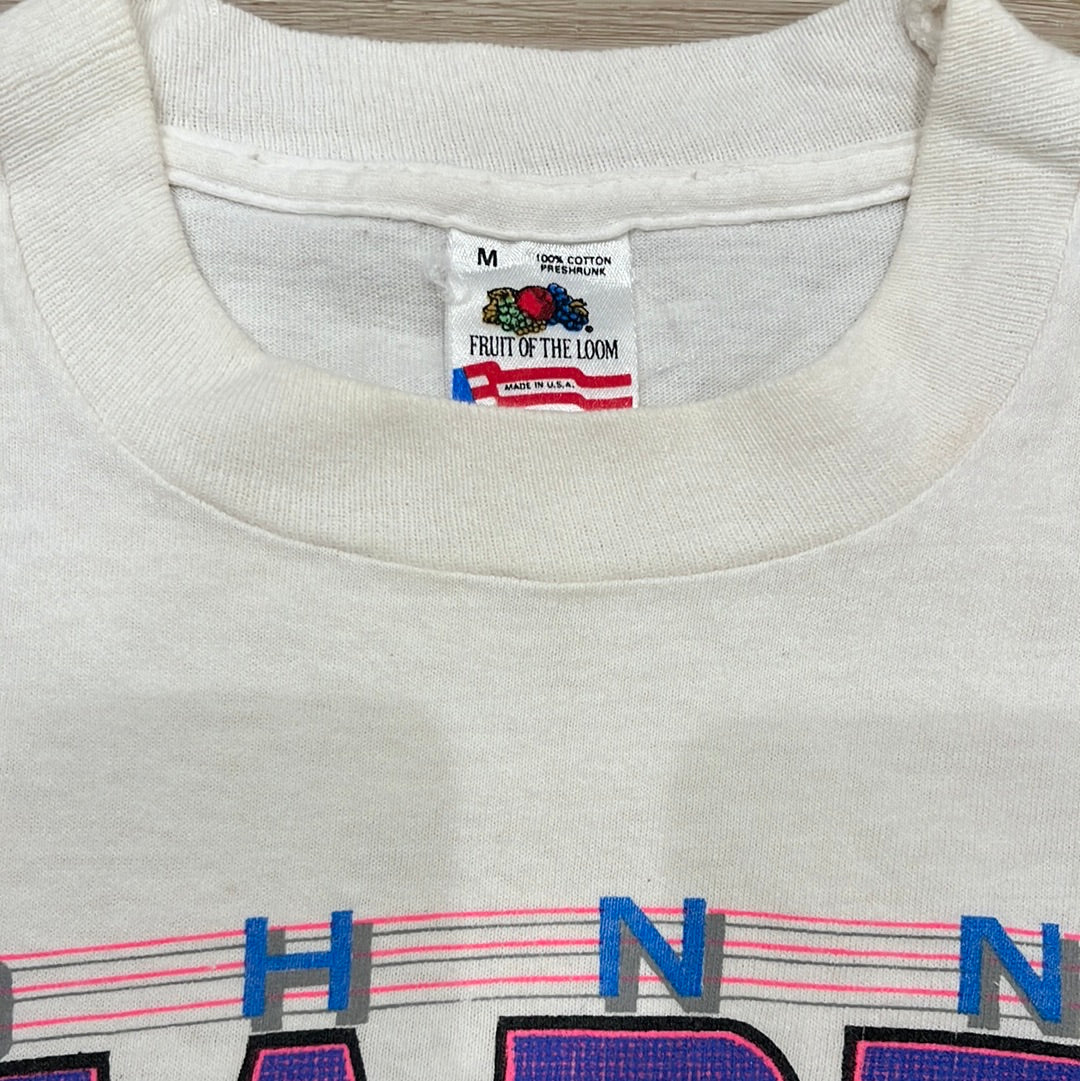 M
100% COTTON
PRESHRUNK
FRUIT OF THE LOOM
MADE IN U.S.A.
H N N